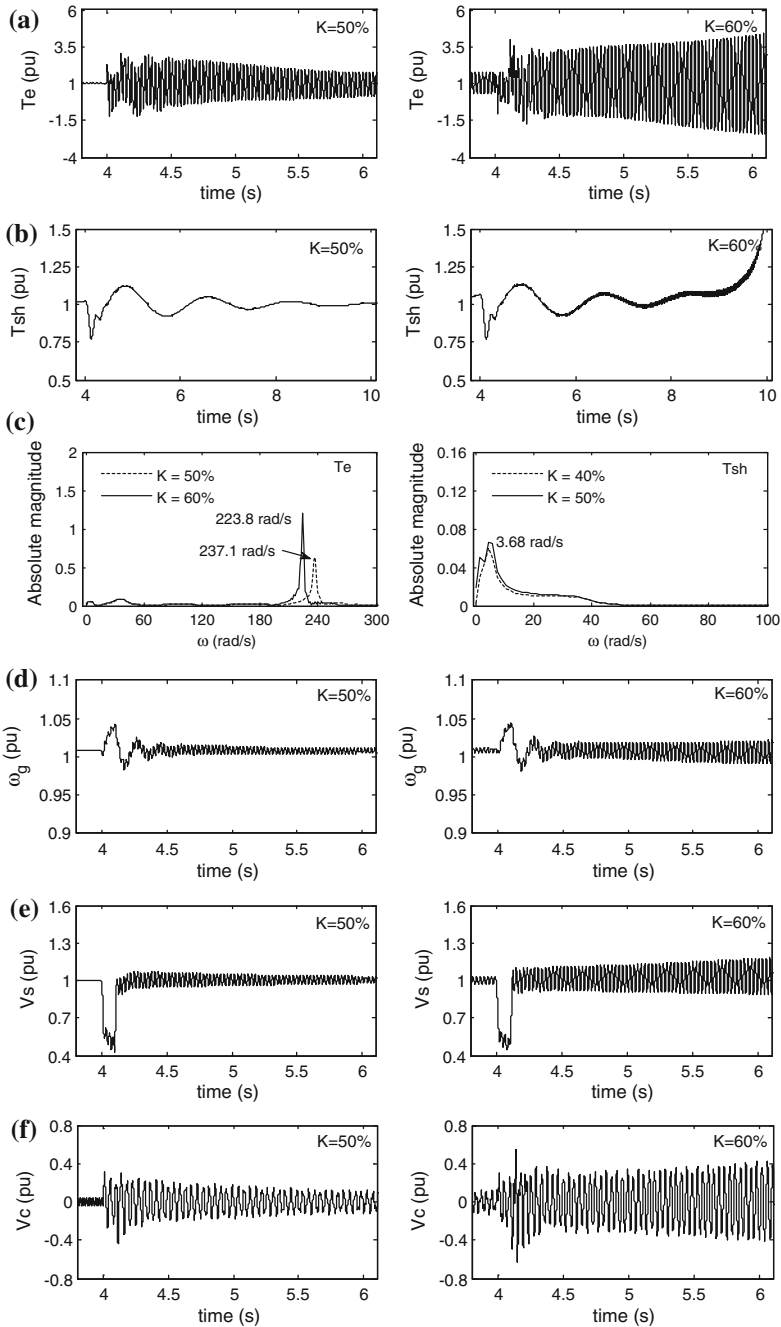 (a)
Te (pu)
6
3.5
1
-1.5
-4
K=50%
4
4.5
5
5.5
6
time (s)
Te (pu)
6
3.5
1
-1.5
-4
K=60%
4
4.5
5
5.5
6
time (s)
(b)
Tsh (pu)
1.5
1.25
1
0.75
0.5
K=50%
4
6
8
10
time (s)
Tsh (pu)
1.5
1.25
1
0.75
0.5
K=60%
4
6
8
10
time (s)
(c)
Absolute magnitude
2
1.5
1
0.5
0
K = 50%
K = 60%
Te
223.8 rad/s
237.1 rad/s
0
60
120
180
240
300
ω (rad/s)
Absolute magnitude
0.16
0.12
0.08
0.04
0
K = 40%
K = 50%
Tsh
3.68 rad/s
0
20
40
60
80
100
ω (rad/s)
(d)
ωg (pu)
1.1
1.05
1
0.95
0.9
K=50%
4
4.5
5
5.5
6
time (s)
ωg (pu)
1.1
1.05
1
0.95
0.9
K=60%
4
4.5
5
5.5
6
time (s)
(e)
Vs (pu)
1.6
1.3
1
0.7
0.4
K=50%
4
4.5
5
5.5
6
time (s)
Vs (pu)
1.6
1.3
1
0.7
0.4
K=60%
4
4.5
5
5.5
6
time (s)
(f)
Vc (pu)
0.8
0.4
0
-0.4
-0.8
K=50%
4
4.5
5
5.5
6
time (s)
Vc (pu)
0.8
0.4
0
-0.4
-0.8
K=60%
4
4.5
5
5.5
6
time (s)